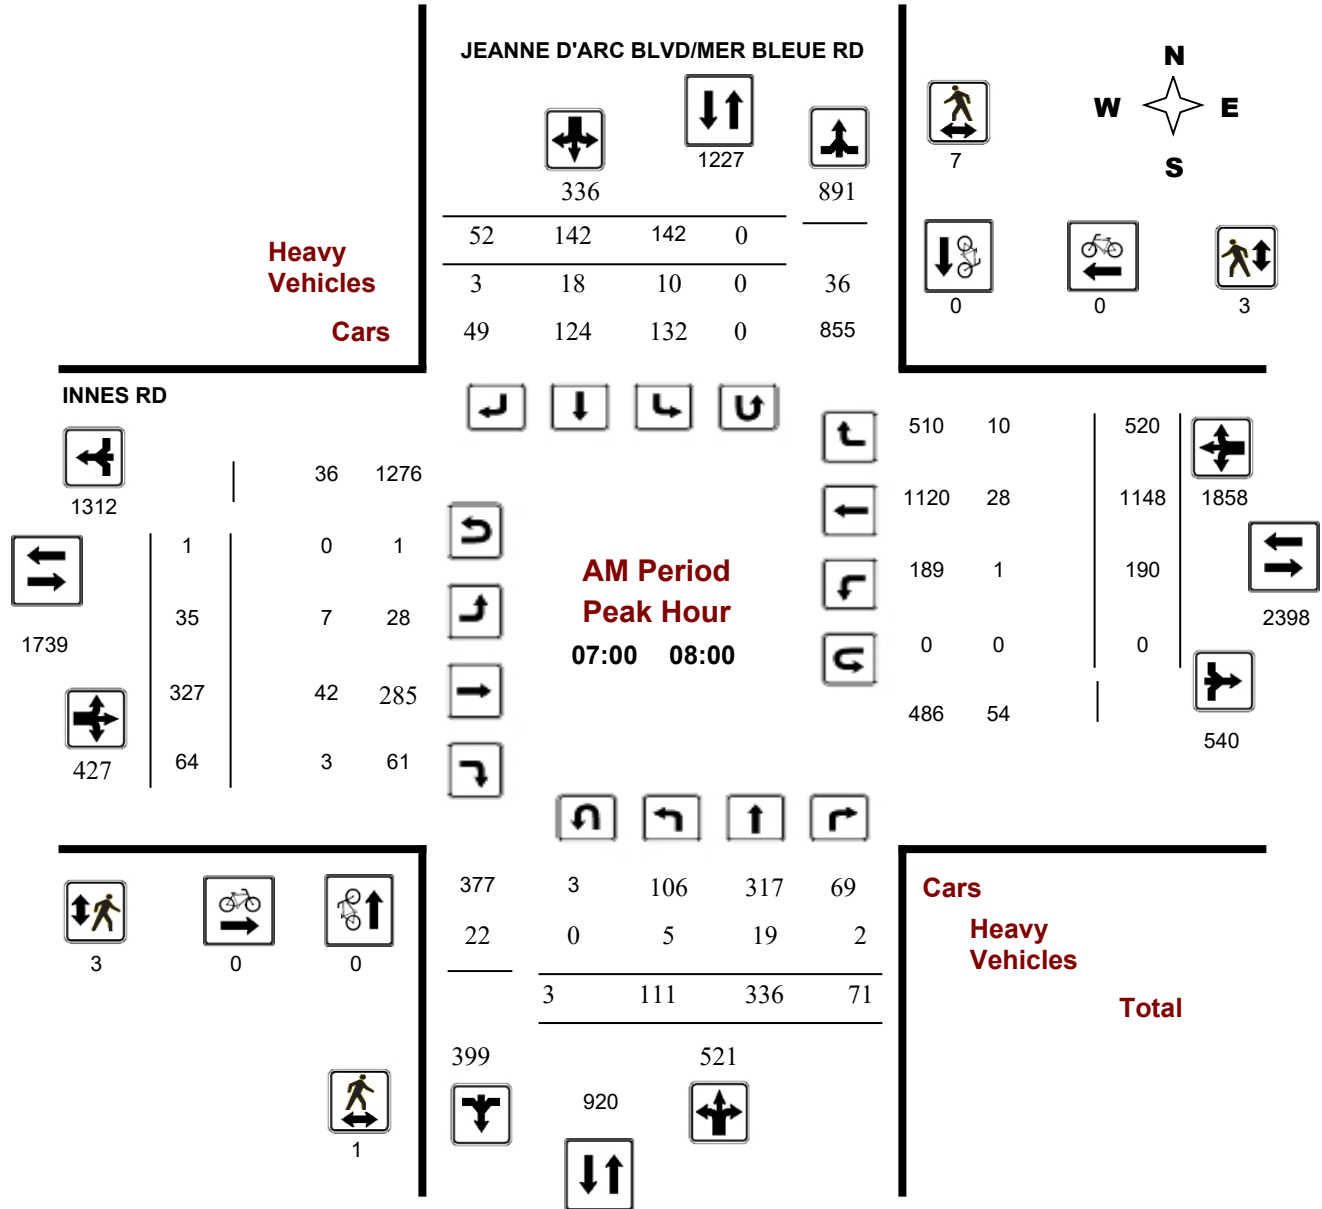 JEANNE D'ARC BLVD/MER BLEUE RD
N
W E
S
1227
7
336 891
52 142 142 0
Heavy
Vehicles
3 18 10 0 36
Cars
49 124 132 0 855
0 0 3
INNES RD
510 10 520
36 1276
1312
1120 28 1148 1858
1 0 1
AM Period
189 1 190
Peak Hour
35 7 28
2398
1739
07:00 08:00
0 0 0
327 42 285
486 54
540
427 64 3 61
377 3 106 317 69
Cars
22 0 5 19 2
Heavy
Vehicles
3 0 0
3 111 336 71
Total
399 521
920
1